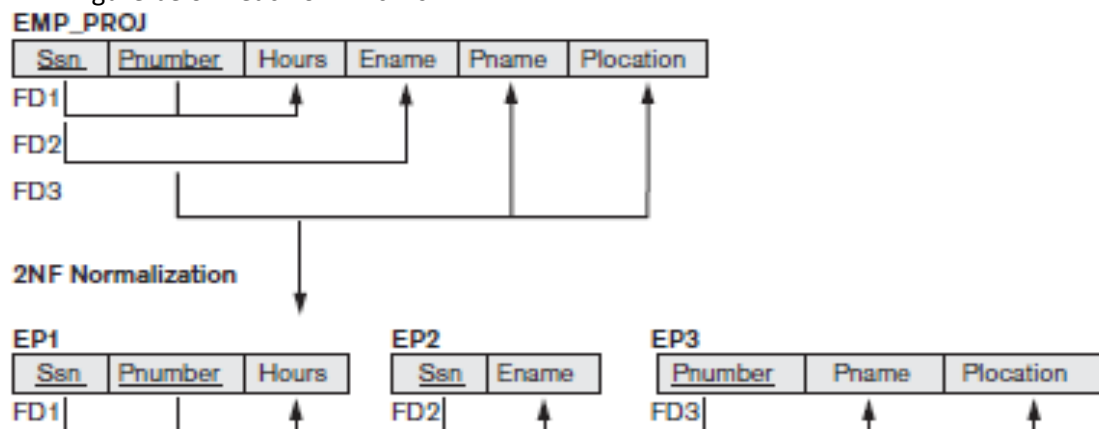 EMP_PROJ
Ssn Pnumber Hours Ename Pname Plocation
FD1
FD2
FD3
2NF Normalization
EP1 EP2 EP3
Ssn Pnumber Hours Ssn Ename Pnumber Pname Plocation
FD1 FD2 FD3